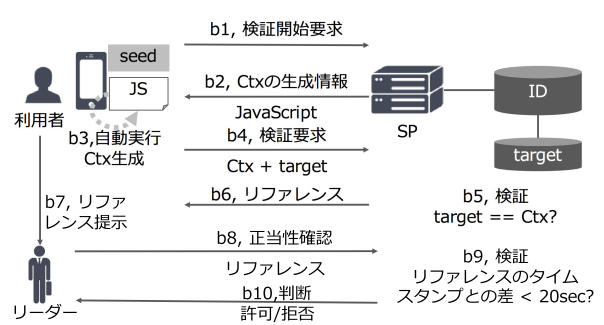 b1, 検証開始要求
seed
b2, Ctxの生成情報
JS
ID
JavaScript
利用者
SP
b3,自動実行
Ctx生成
b4, 検証要求
target
Ctx + target
b6, リファレンス
b5, 検証
target == Ctx?
b7, リファ
レンス提示
b8, 正当性確認
リファレンス
b9, 検証
リファレンスのタイム
スタンプとの差 < 20sec?
リーダー
b10,判断
許可/拒否